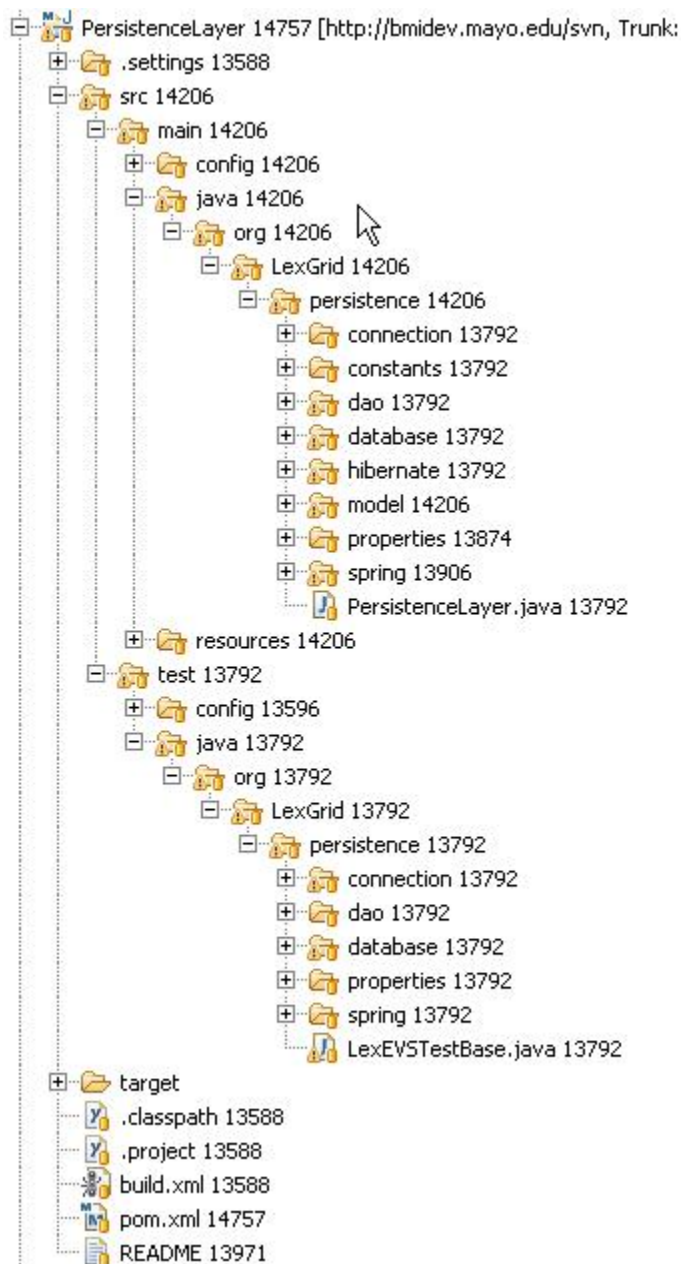 PersistenceLayer 14757 [http://bmidev.mayo.edu/svn, Trunk:
.settings 13588
src 14206
main 14206
config 14206
java 14206
org 14206
LexGrid 14206
persistence 14206
connection 13792
constants 13792
dao 13792
database 13792
hibernate 13792
model 14206
properties 13874
spring 13906
PersistenceLayer.java 13792
resources 14206
test 13792
config 13596
java 13792
org 13792
LexGrid 13792
persistence 13792
connection 13792
dao 13792
database 13792
properties 13792
spring 13792
LexEVSTestBase.java 13792
target
.classpath 13588
.project 13588
build.xml 13588
pom.xml 14757
README 13971